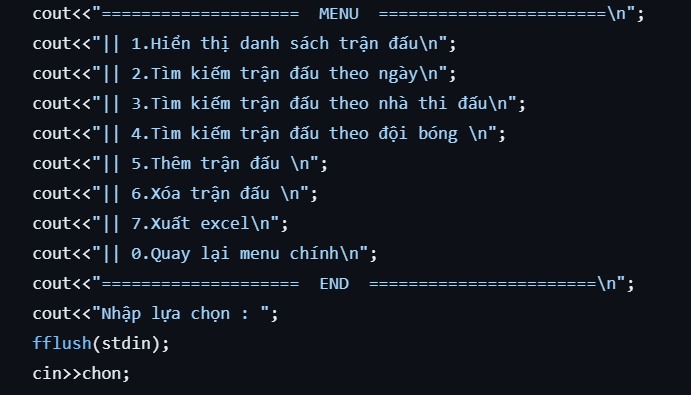 cout<<"====================  MENU  =======================\n";
cout<<"|| 1.Hiển thị danh sách trận đấu\n";
cout<<"|| 2.Tìm kiếm trận đấu theo ngày\n";
cout<<"|| 3.Tìm kiếm trận đấu theo nhà thi đấu\n";
cout<<"|| 4.Tìm kiếm trận đấu theo đội bóng \n";
cout<<"|| 5.Thêm trận đấu \n";
cout<<"|| 6.Xóa trận đấu \n";
cout<<"|| 7.Xuất excel\n";
cout<<"|| 0.Quay lại menu chính\n";
cout<<"====================  END  =======================\n";
cout<<"Nhập lựa chọn : ";
fflush(stdin);
cin>>chon;